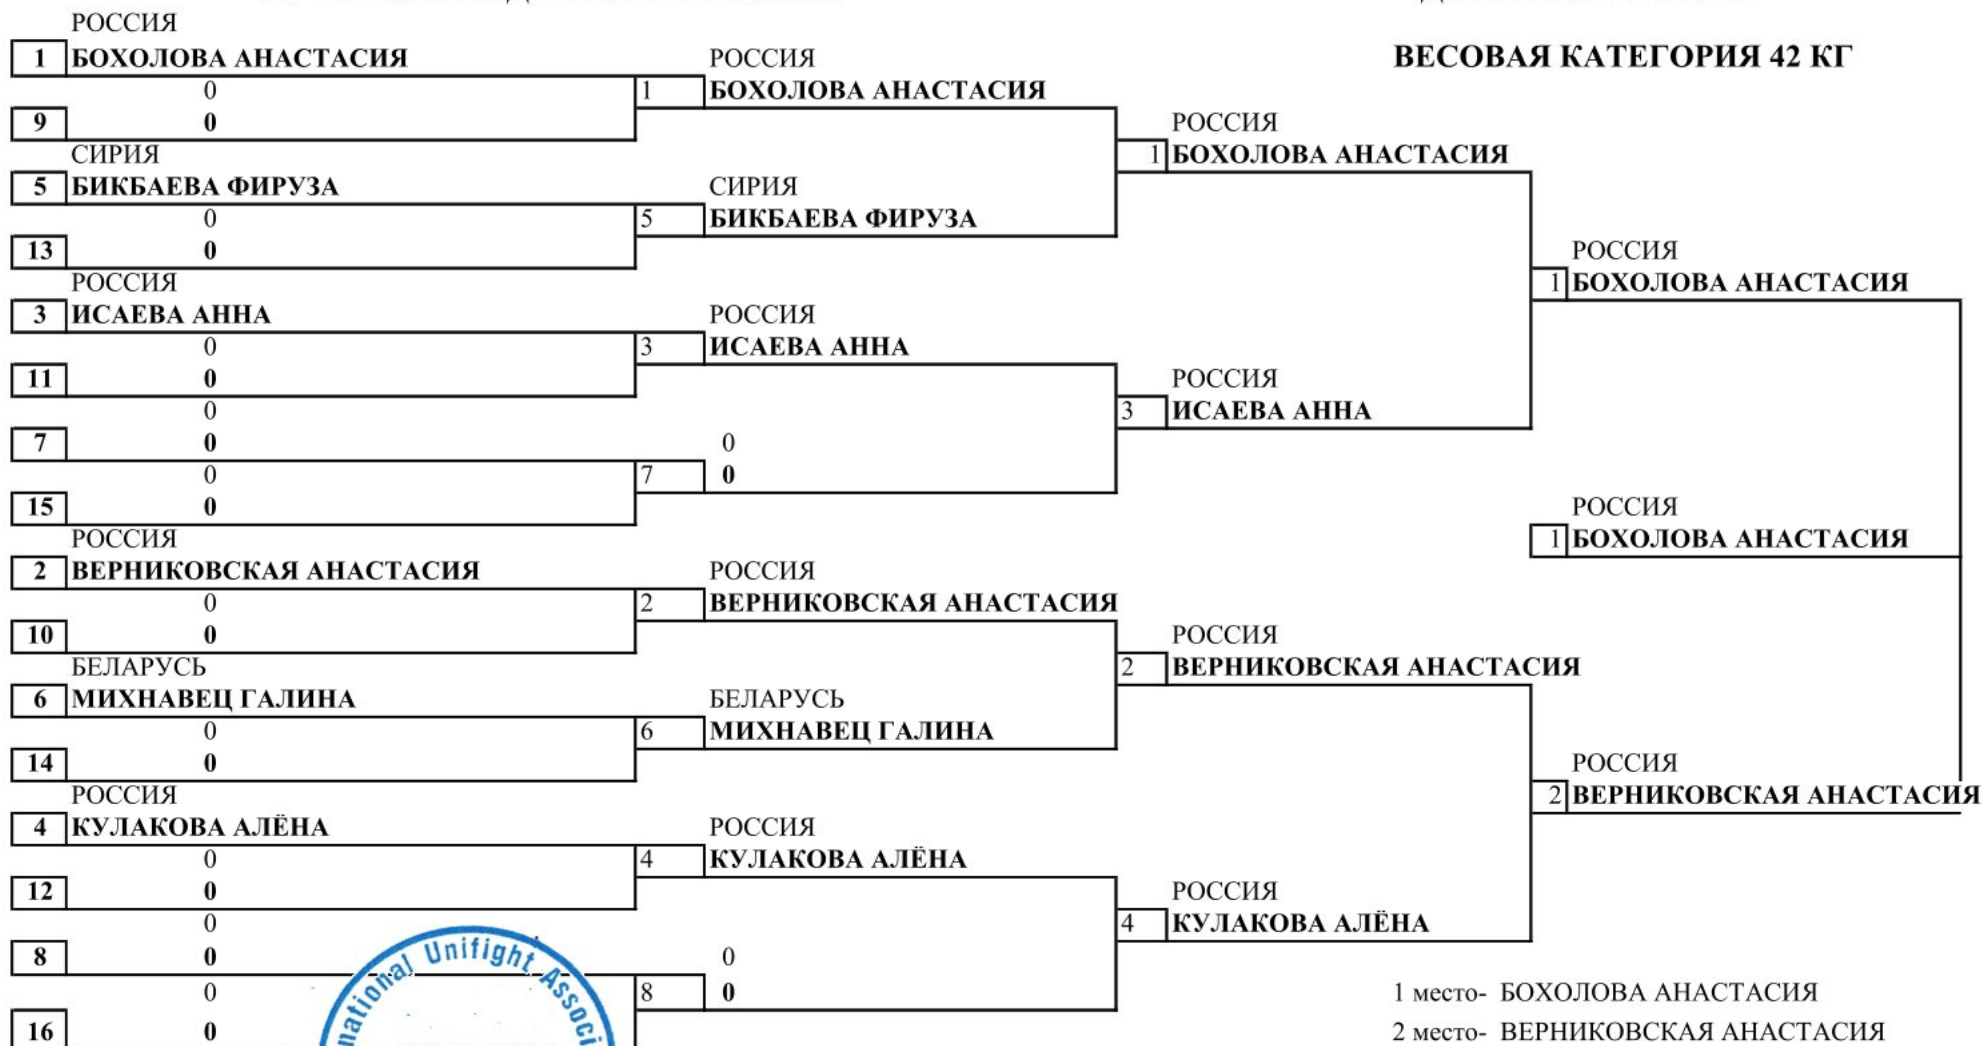 РОССИЯ
1 БОХОЛОВА АНАСТАСИЯ РОССИЯ ВЕСОВАЯ КАТЕГОРИЯ 42 КГ
0 1 БОХОЛОВА АНАСТАСИЯ
9 0 РОССИЯ
СИРИЯ 1 БОХОЛОВА АНАСТАСИЯ
5 БИКБАЕВА ФИРУЗА СИРИЯ
0 5 БИКБАЕВА ФИРУЗА
13 0 РОССИЯ
РОССИЯ 1 БОХОЛОВА АНАСТАСИЯ
3 ИСАЕВА АННА РОССИЯ
0 3 ИСАЕВА АННА
11 0 РОССИЯ
0 3 ИСАЕВА АННА
7 0 0
0 7 0
15 0 РОССИЯ
РОССИЯ 1 БОХОЛОВА АНАСТАСИЯ
2 ВЕРНИКОВСКАЯ АНАСТАСИЯ РОССИЯ
0 2 ВЕРНИКОВСКАЯ АНАСТАСИЯ
10 0 РОССИЯ
БЕЛАРУСЬ 2 ВЕРНИКОВСКАЯ АНАСТАСИЯ
6 МИХНАВЕЦ ГАЛИНА БЕЛАРУСЬ
0 6 МИХНАВЕЦ ГАЛИНА
14 0 РОССИЯ
РОССИЯ 2 ВЕРНИКОВСКАЯ АНАСТАСИЯ
4 КУЛАКОВА АЛЁНА РОССИЯ
0 4 КУЛАКОВА АЛЁНА
12 0 РОССИЯ
0 4 КУЛАКОВА АЛЁНА
8 0 0
0 8 0 1 место- БОХОЛОВА АНАСТАСИЯ
16 0 2 место- ВЕРНИКОВСКАЯ АНАСТАСИЯ
national Unifight Associ